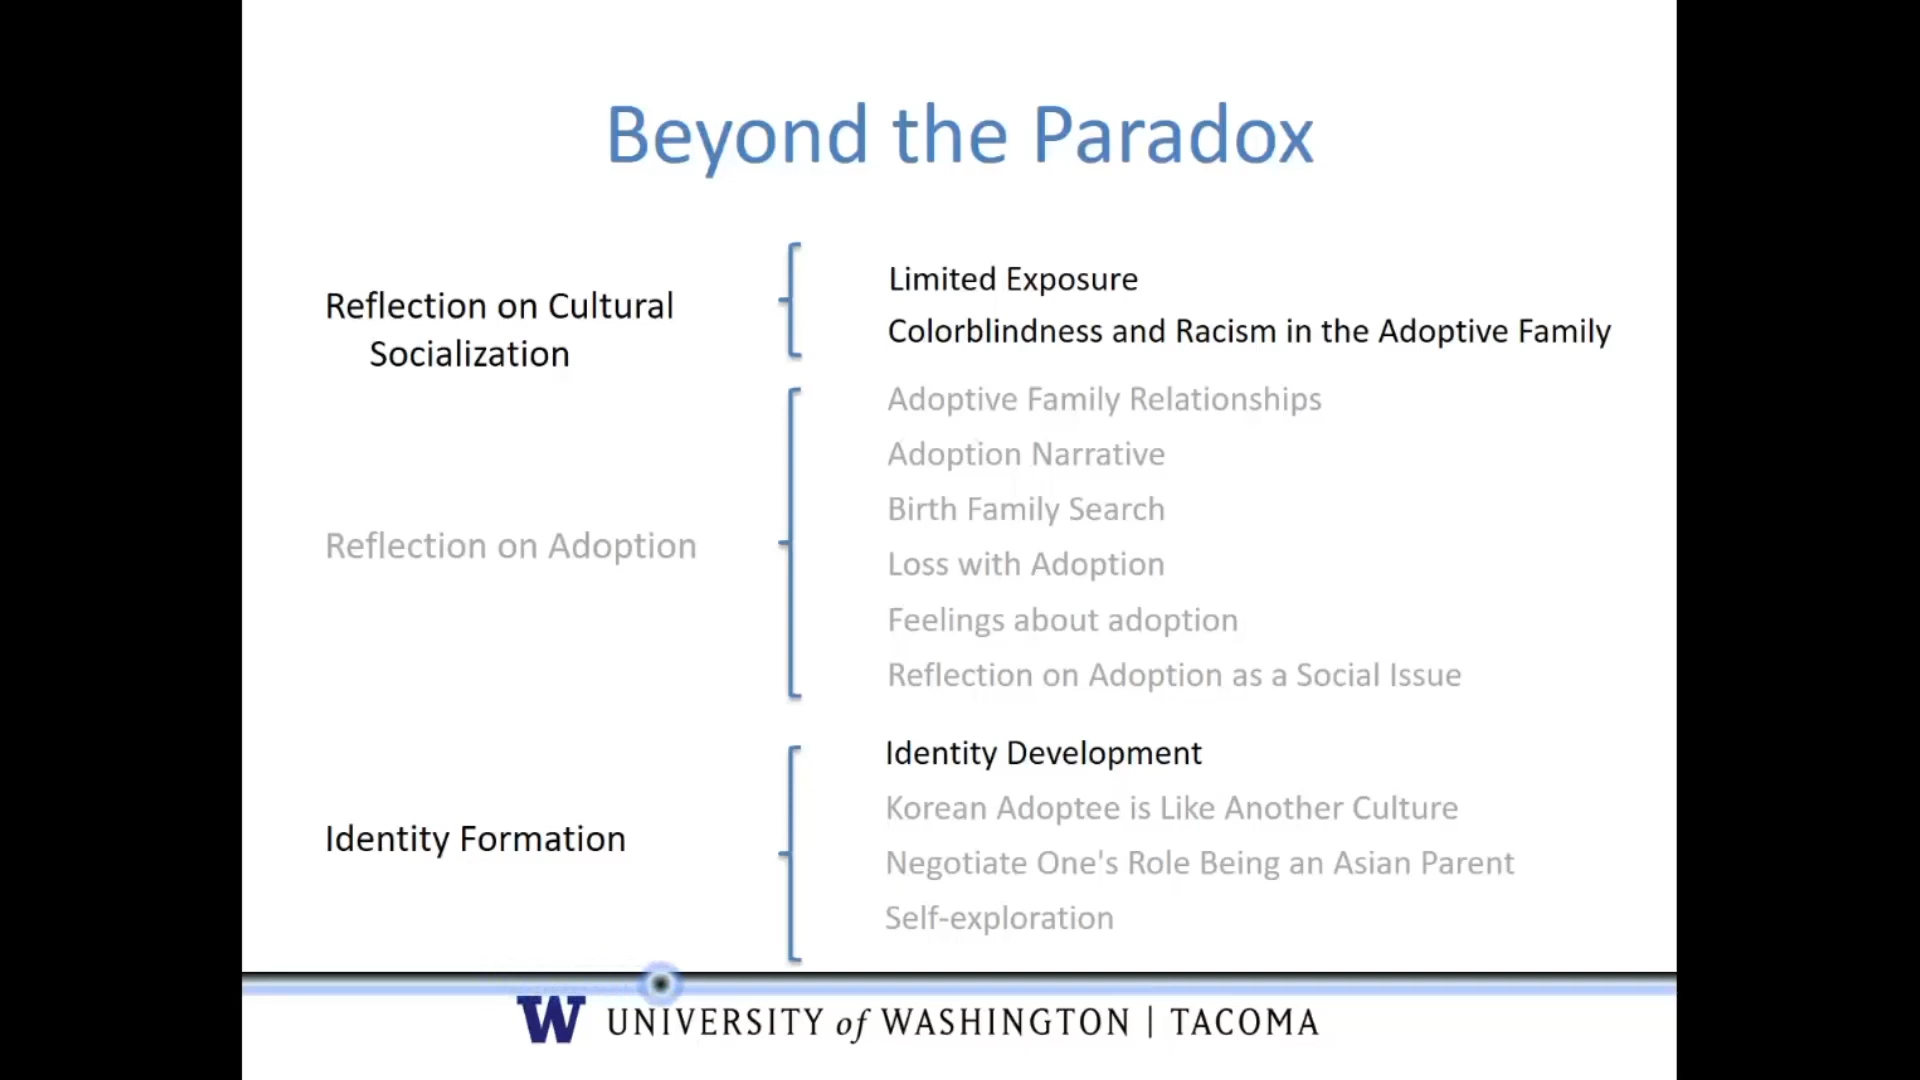 Beyond the Paradox
Reflection on Cultural
Socialization
Limited Exposure
Colorblindness and Racism in the Adoptive Family
Reflection on Adoption
Adoptive Family Relationships
Adoption Narrative
Birth Family Search
Loss with Adoption
Feelings about adoption
Reflection on Adoption as a Social Issue
Identity Formation
Identity Development
Korean Adoptee is Like Another Culture
Negotiate One's Role Being an Asian Parent
Self-exploration
W UNIVERSITY of WASHINGTON | TACOMA